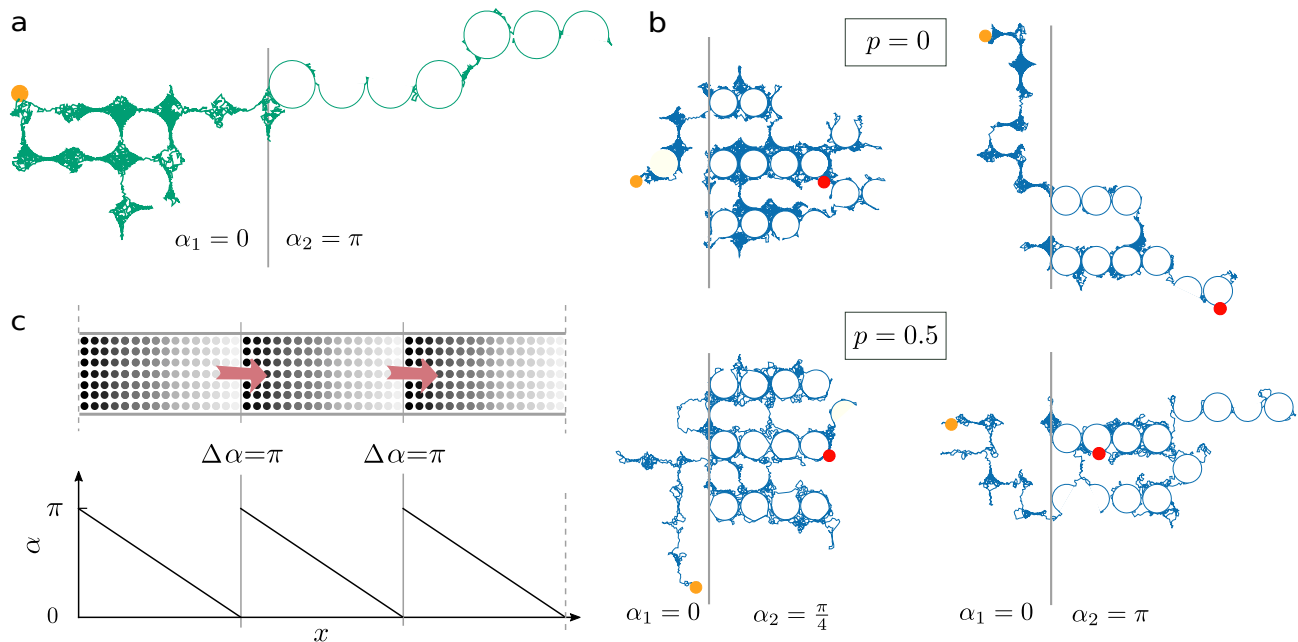 a
α₁ = 0
α₂ = π
b
p = 0
p = 0.5
α₁ = 0
α₂ = π/4
α₁ = 0
α₂ = π
c
Δα=π
Δα=π
π
α
0
x